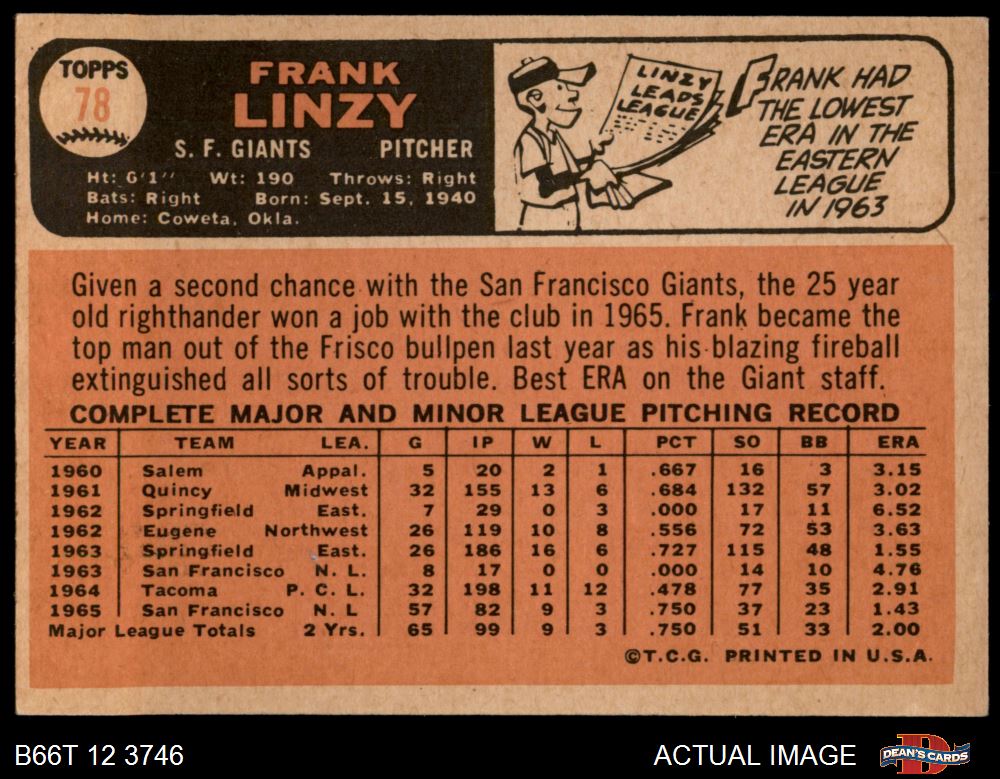 TOPPS
78
FRANK
LINZY
S. F. GIANTS PITCHER
Ht: 6'1" Wt: 190 Throws: Right
Bats: Right Born: Sept. 15, 1940
Home: Coweta, Okla.
LINZY
LEADS
LEAGUE
FRANK HAD
THE LOWEST
ERA IN THE
EASTERN
LEAGUE
IN 1963
Given a second chance with the San Francisco Giants, the 25 year
old righthander won a job with the club in 1965. Frank became the
top man out of the Frisco bullpen last year as his blazing fireball
extinguished all sorts of trouble. Best ERA on the Giant staff.
COMPLETE MAJOR AND MINOR LEAGUE PITCHING RECORD
YEAR TEAM LEA. G IP W L PCT SO BB ERA
1960 Salem Appal. 5 20 2 1 .667 16 3 3.15
1961 Quincy Midwest 32 155 13 6 .684 132 57 3.02
1962 Springfield East. 7 29 0 3 .000 17 11 6.52
1962 Eugene Northwest 26 119 10 8 .556 72 53 3.63
1963 Springfield East. 26 186 16 6 .727 115 48 1.55
1963 San Francisco N. L. 8 17 0 0 .000 14 10 4.76
1964 Tacoma P. C. L. 32 198 11 12 .478 77 35 2.91
1965 San Francisco N. L 57 82 9 3 .750 37 23 1.43
Major League Totals 2 Yrs. 65 99 9 3 .750 51 33 2.00
©T.C.G. PRINTED IN U.S.A.
B66T 12 3746 ACTUAL IMAGE DEAN'S CARDS